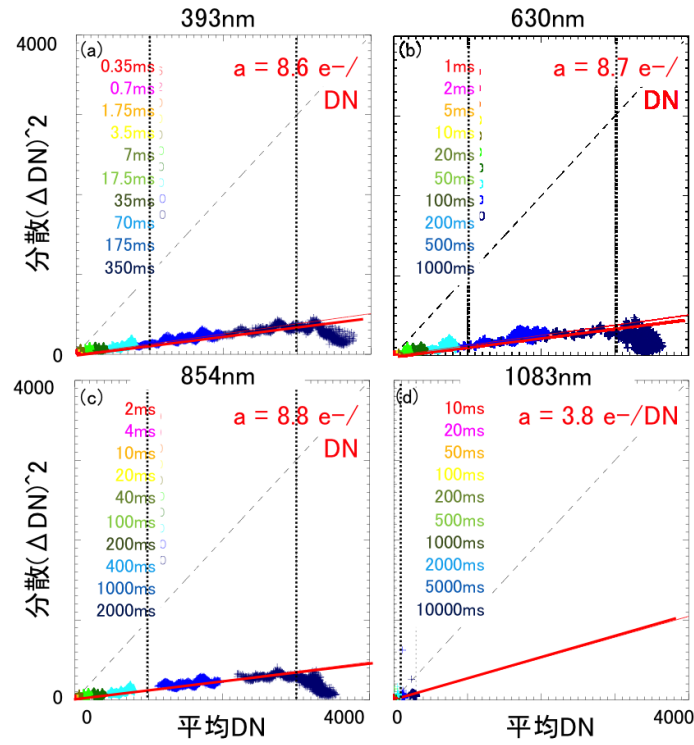 393nm
630nm
4000
(a)
0.35ms
0.7ms
1.75ms
3.5ms
7ms
17.5ms
35ms
70ms
175ms
350ms
a = 8.6 e-/
DN
分散(ΔDN)^2
0
(b)
1ms
2ms
5ms
10ms
20ms
50ms
100ms
200ms
500ms
1000ms
a = 8.7 e-/
DN
854nm
1083nm
4000
(c)
2ms
4ms
10ms
20ms
40ms
100ms
200ms
400ms
1000ms
2000ms
a = 8.8 e-/
DN
分散(ΔDN)^2
0
0
平均DN
4000
(d)
10ms
20ms
50ms
100ms
200ms
500ms
1000ms
2000ms
5000ms
10000ms
a = 3.8 e-/DN
0
平均DN
4000